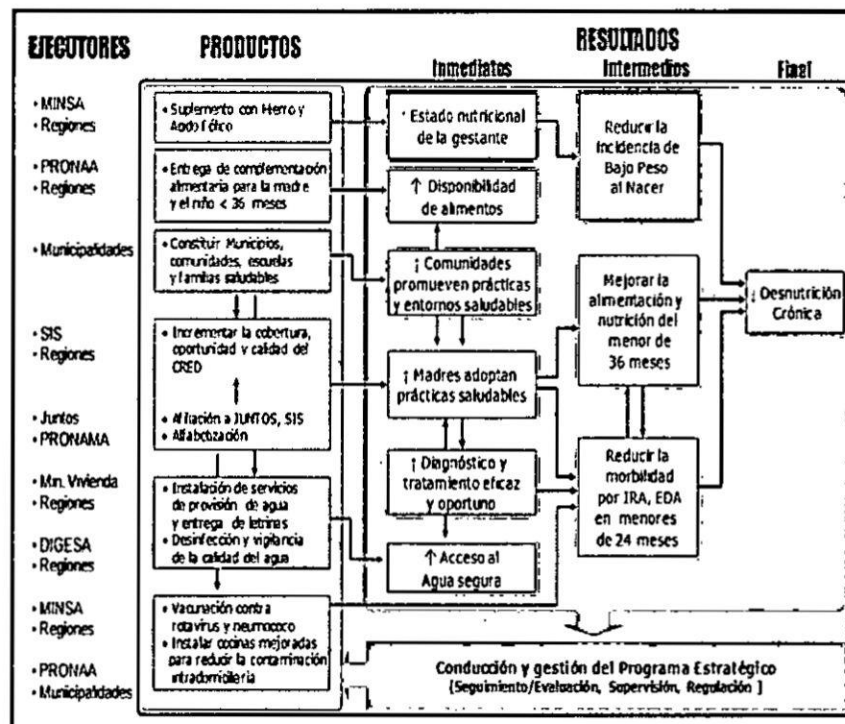 EJECUTORES
PRODUCTOS
RESULTADOS
Inmediatos
Intermedios
Final
• MINSA
• Regiones
• PRONAA
• Regiones
• Municipalidades
• SIS
• Regiones
• Juntos
• PRONAMA
• Min. Vivienda
• Regiones
• DIGESA
• Regiones
• MINSA
• Regiones
• PRONAA
• Municipalidades
• Suplemento con Hierro y
Acido Fólico
• Entrega de complementación
alimentaria para la madre
y el niño < 36 meses
• Constituir Municipios,
comunidades, escuelas
y familias saludables
• Incrementar la cobertura,
oportunidad y calidad del
CRED
• Afiliación a JUNTOS, SIS
• Alfabetización
• Instalación de servicios
de provisión de agua
y entrega de letrinas
• Desinfección y vigilancia
de la calidad del agua
• Vacunación contra
rotavirus y neumococo
• Instalar cocinas mejoradas
para reducir la contaminación
intradomiciliaria
Estado nutricional
de la gestante
↑ Disponibilidad
de alimentos
↑ Comunidades
promueven prácticas
y entornos saludables
↑ Madres adoptan
prácticas saludables
↑ Diagnóstico y
tratamiento eficaz
y oportuno
↑ Acceso al
Agua segura
Reducir la
incidencia de
Bajo Peso
al Nacer
Mejorar la
alimentación y
nutrición del
menor de
36 meses
Reducir la
morbilidad
por IRA, EDA
en menores
de 24 meses
Desnutrición
Crónica
Conducción y gestión del Programa Estratégico
[Seguimiento/Evaluación, Supervisión, Regulación ]